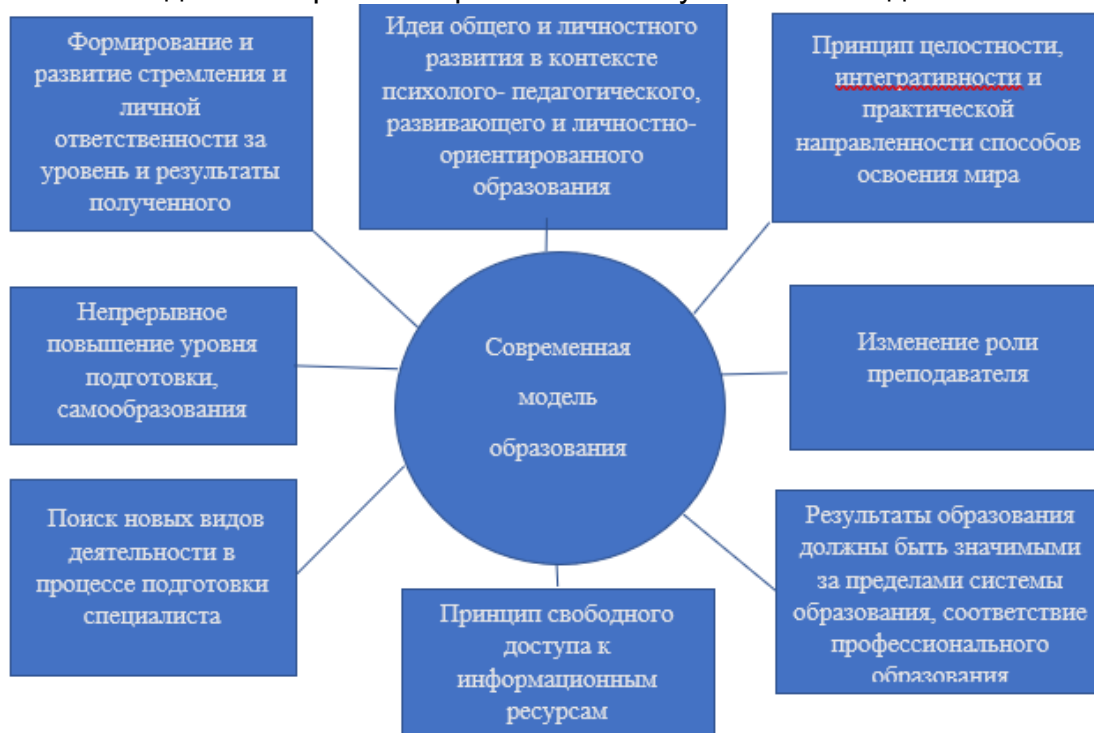 Формирование и
развитие стремления и
личной
ответственности за
уровень и результаты
полученного
Идеи общего и личностного
развития в контексте
психолого- педагогического,
развивающего и личностно-
ориентированного
образования
Принцип целостности,
интегративности и
практической
направленности способов
освоения мира
Непрерывное
повышение уровня
подготовки,
самообразования
Современная
модель
образования
Изменение роли
преподавателя
Поиск новых видов
деятельности в
процессе подготовки
специалиста
Принцип свободного
доступа к
информационным
ресурсам
Результаты образования
должны быть значимыми
за пределами системы
образования, соответствие
профессионального
образования